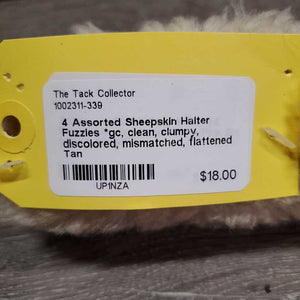 The Tack Collector
1002311-339
4 Assorted Sheepskin Halter
Fuzzies *gc, clean, clumpy,
discolored, mismatched, flattened
Tan
UP1NZA
$18.00